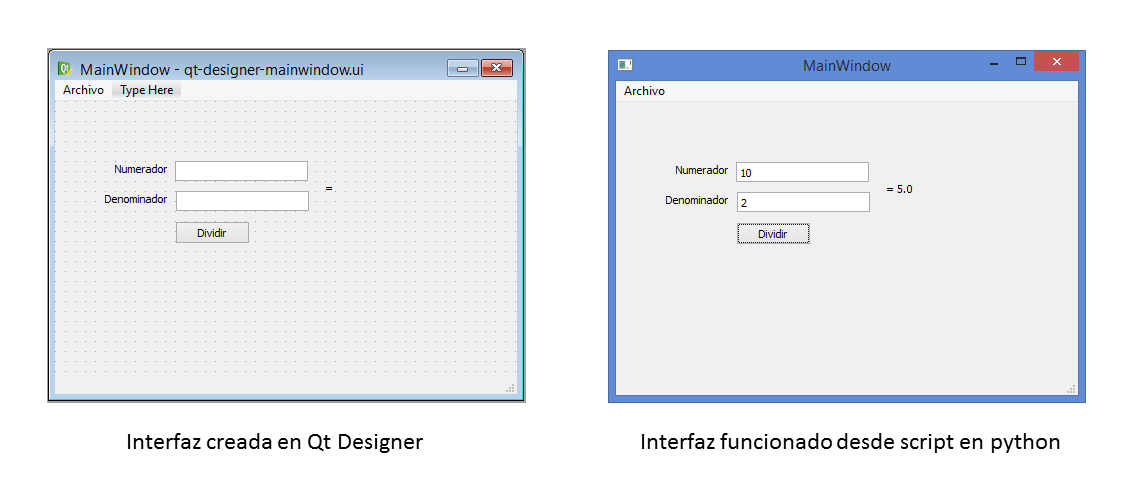 MainWindow - qt-designer-mainwindow.ui
Archivo Type Here
Numerador
=
Denominador
Dividir
Interfaz creada en Qt Designer
MainWindow
Archivo
Numerador 10
= 5.0
Denominador 2
Dividir
Interfaz funcionado desde script en python